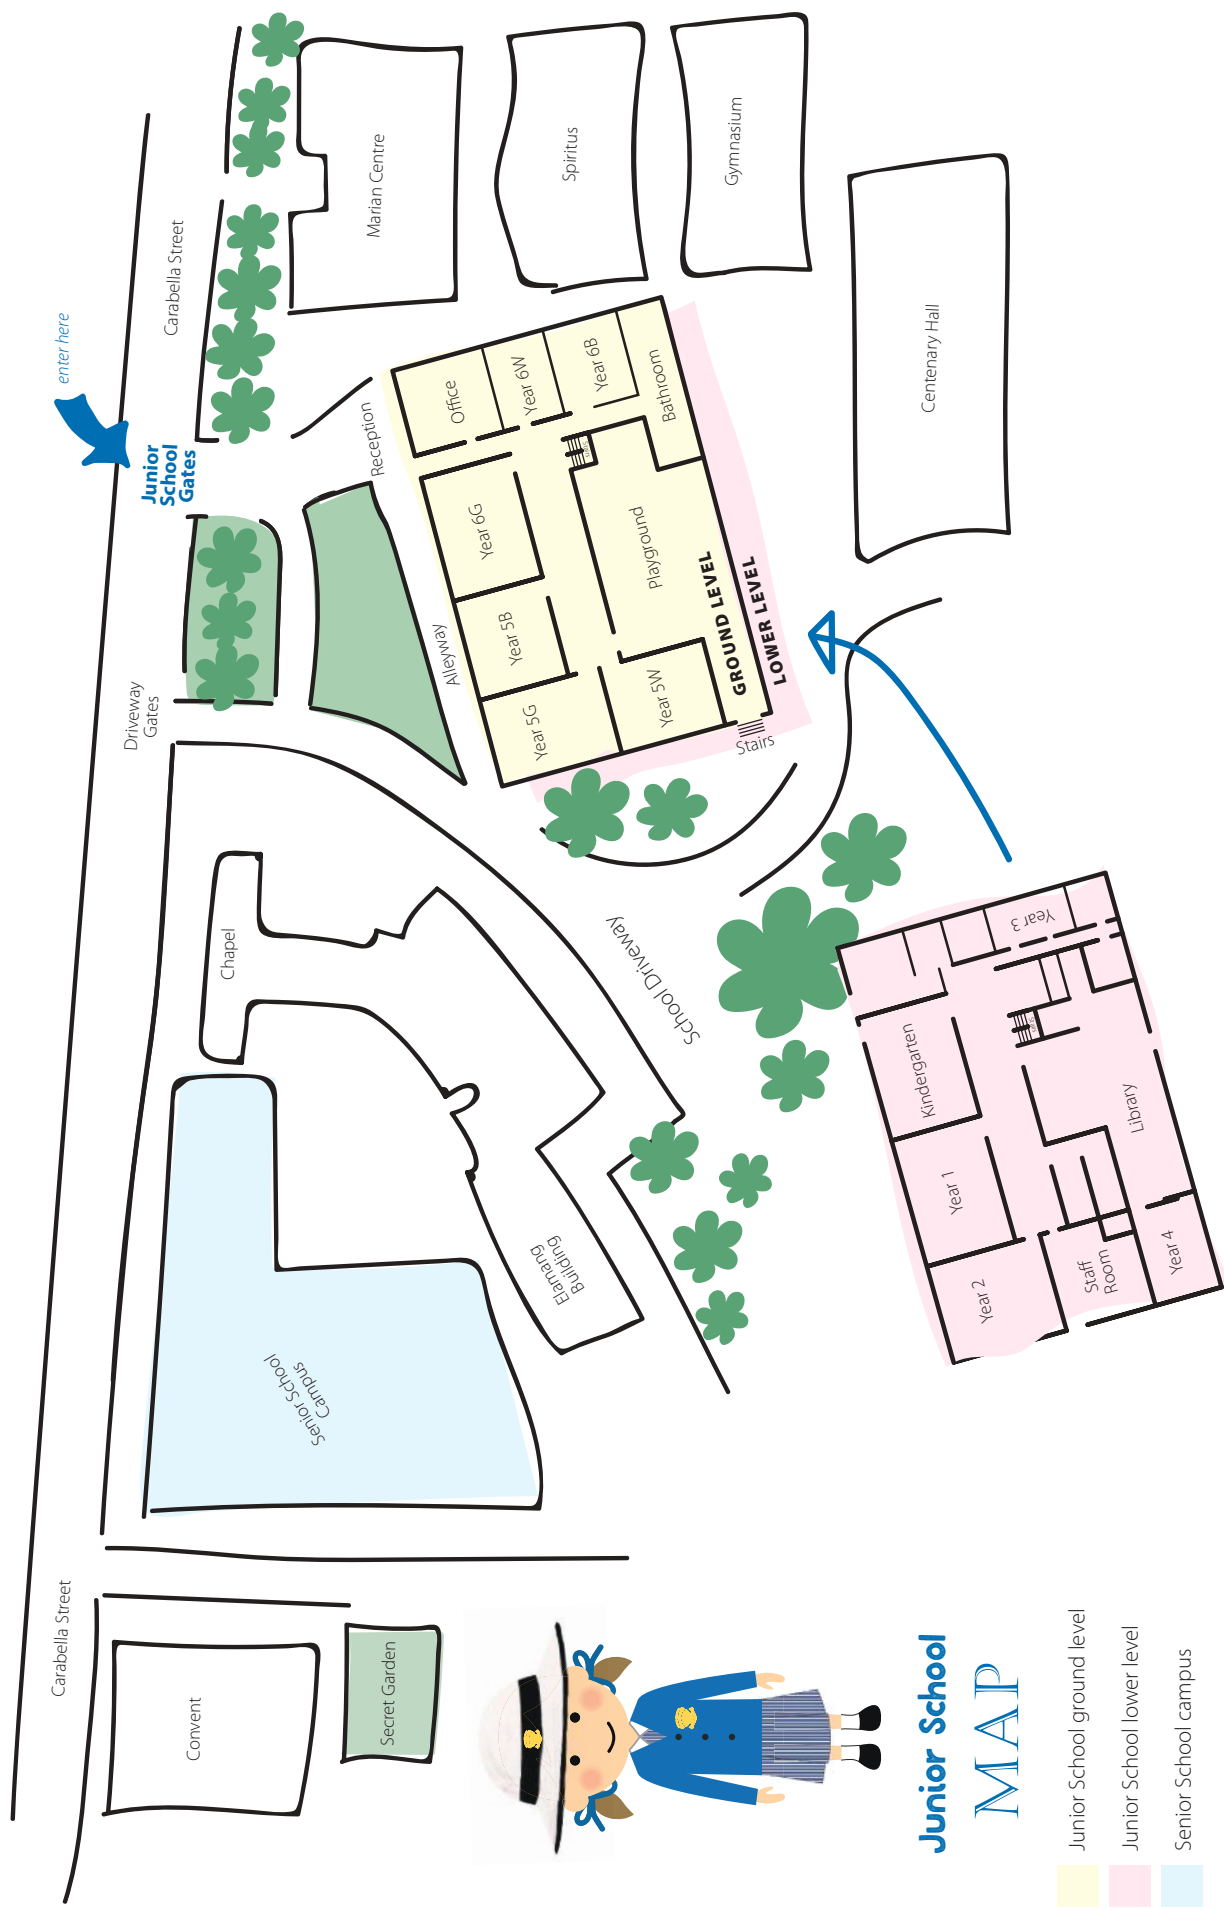 Carabella Street
Convent
Secret Garden
Senior School
Campus
Elamang
Building
Chapel
School Driveway
Driveway
Gates
Junior
School
Gates
enter here
Carabella Street
Marian Centre
Spiritus
Gymnasium
Centenary Hall
Reception
Alleyway
Office
Year 6W
Year 6B
Bathroom
Year 6G
Year 5B
Year 5G
Year 5W
Playground
GROUND LEVEL
LOWER LEVEL
Stairs
Kindergarten
Year 1
Year 2
Year 3
Library
Staff
Room
Year 4
Junior School
MAP
Junior School ground level
Junior School lower level
Senior School campus